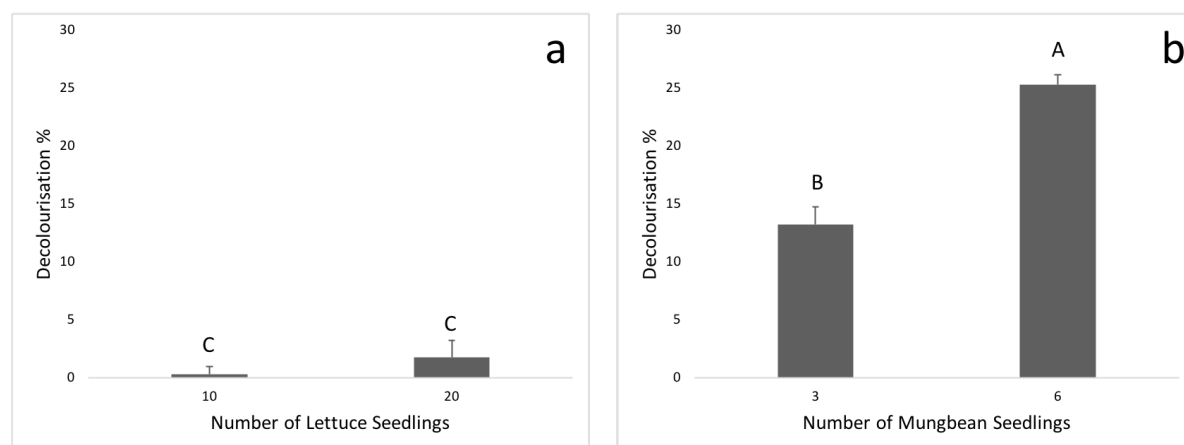 a
Decolourisation %
30
25
20
15
10
5
0
C
C
10
20
Number of Lettuce Seedlings
b
Decolourisation %
30
25
20
15
10
5
0
B
A
3
6
Number of Mungbean Seedlings